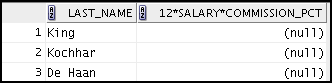 LAST_NAME 12*SALARY*COMMISSION_PCT
1 King (null)
2 Kochhar (null)
3 De Haan (null)